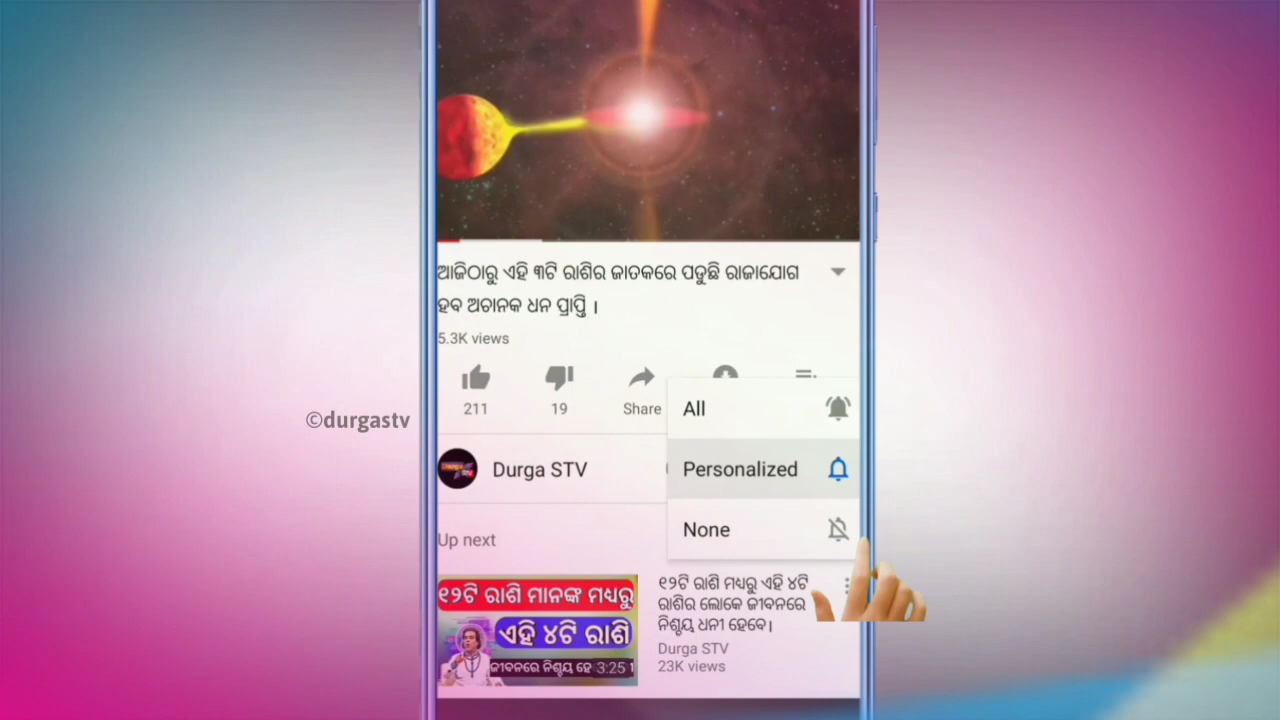 ଆଜିଠାରୁ ଏହି ୩ଟି ରାଶିର ଜାତକରେ ପଡୁଛି ରାଜାଯୋଗ
ହବ ଅଚାନକ ଧନ ପ୍ରାପ୍ତି ।
5.3K views
211
19
Share
All
©durgastv
Durga STV
Personalized
None
Up next
୧୨ଟି ରାଶି ମାନଙ୍କ ମଧ୍ୟରୁ
ଏହି ୪ଟି ରାଶି
ଜୀବନରେ ନିଶ୍ଚୟ ହେ 3:25
୧୨ଟି ରାଶି ମଧ୍ୟରୁ ଏହି ୪ଟି
ରାଶିର ଲୋକେ ଜୀବନରେ
ନିଶ୍ଚୟ ଧନୀ ହେବେ।
Durga STV
23K views